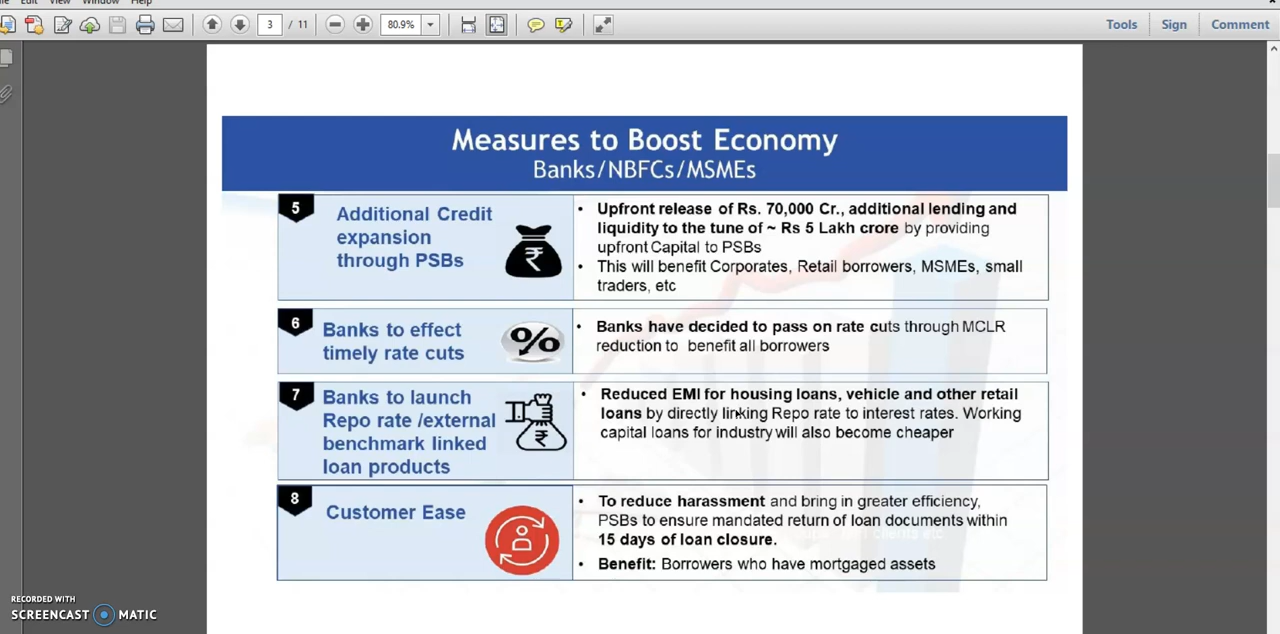 File Edit View Window Help
3 / 11
80.9%
Tools
Sign
Comment
Measures to Boost Economy
Banks/NBFCs/MSMEs
5
Additional Credit
expansion
through PSBs
• Upfront release of Rs. 70,000 Cr., additional lending and
liquidity to the tune of ~ Rs 5 Lakh crore by providing
upfront Capital to PSBs
• This will benefit Corporates, Retail borrowers, MSMEs, small
traders, etc
6
Banks to effect
timely rate cuts
%
• Banks have decided to pass on rate cuts through MCLR
reduction to benefit all borrowers
7
Banks to launch
Repo rate /external
benchmark linked
loan products
• Reduced EMI for housing loans, vehicle and other retail
loans by directly linking Repo rate to interest rates. Working
capital loans for industry will also become cheaper
8
Customer Ease
• To reduce harassment and bring in greater efficiency,
PSBs to ensure mandated return of loan documents within
15 days of loan closure.
• Benefit: Borrowers who have mortgaged assets
RECORDED WITH
SCREENCAST MATIC